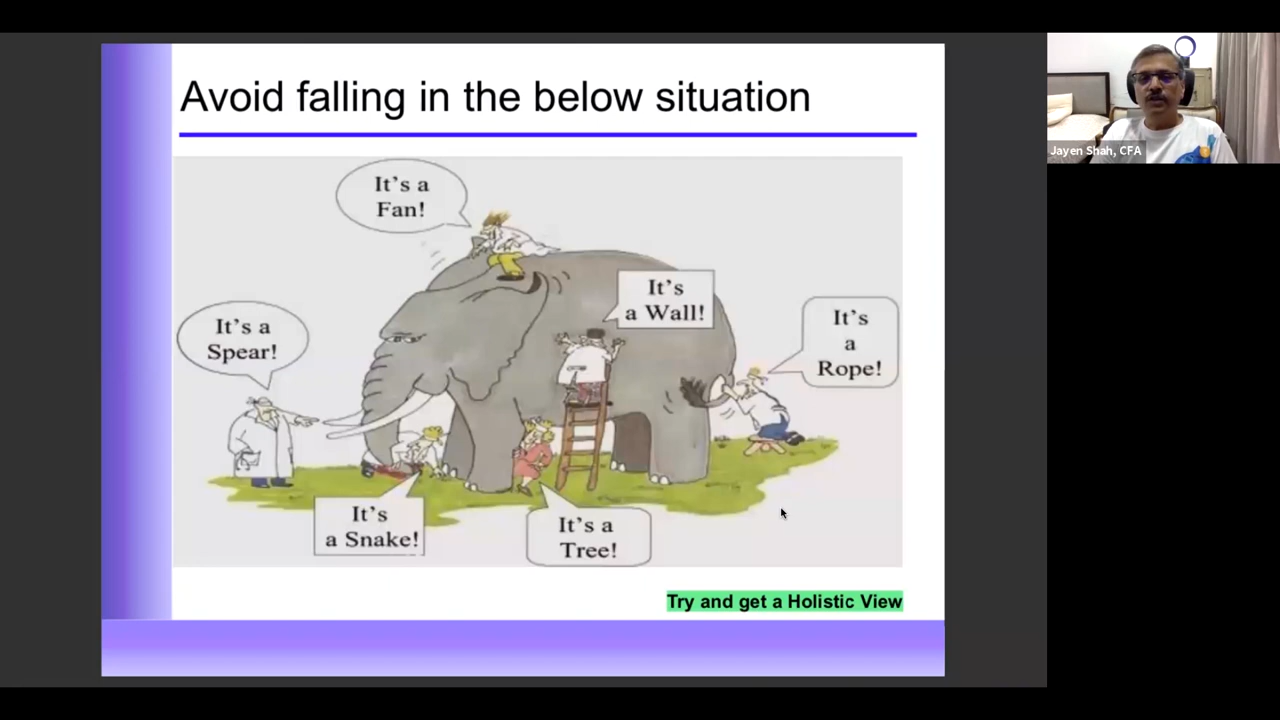 Avoid falling in the below situation
It's a
Fan!
It's
a Wall!
It's a
Spear!
It's
a
Rope!
It's
a Snake!
It's a
Tree!
Try and get a Holistic View
Jayen Shah, CFA